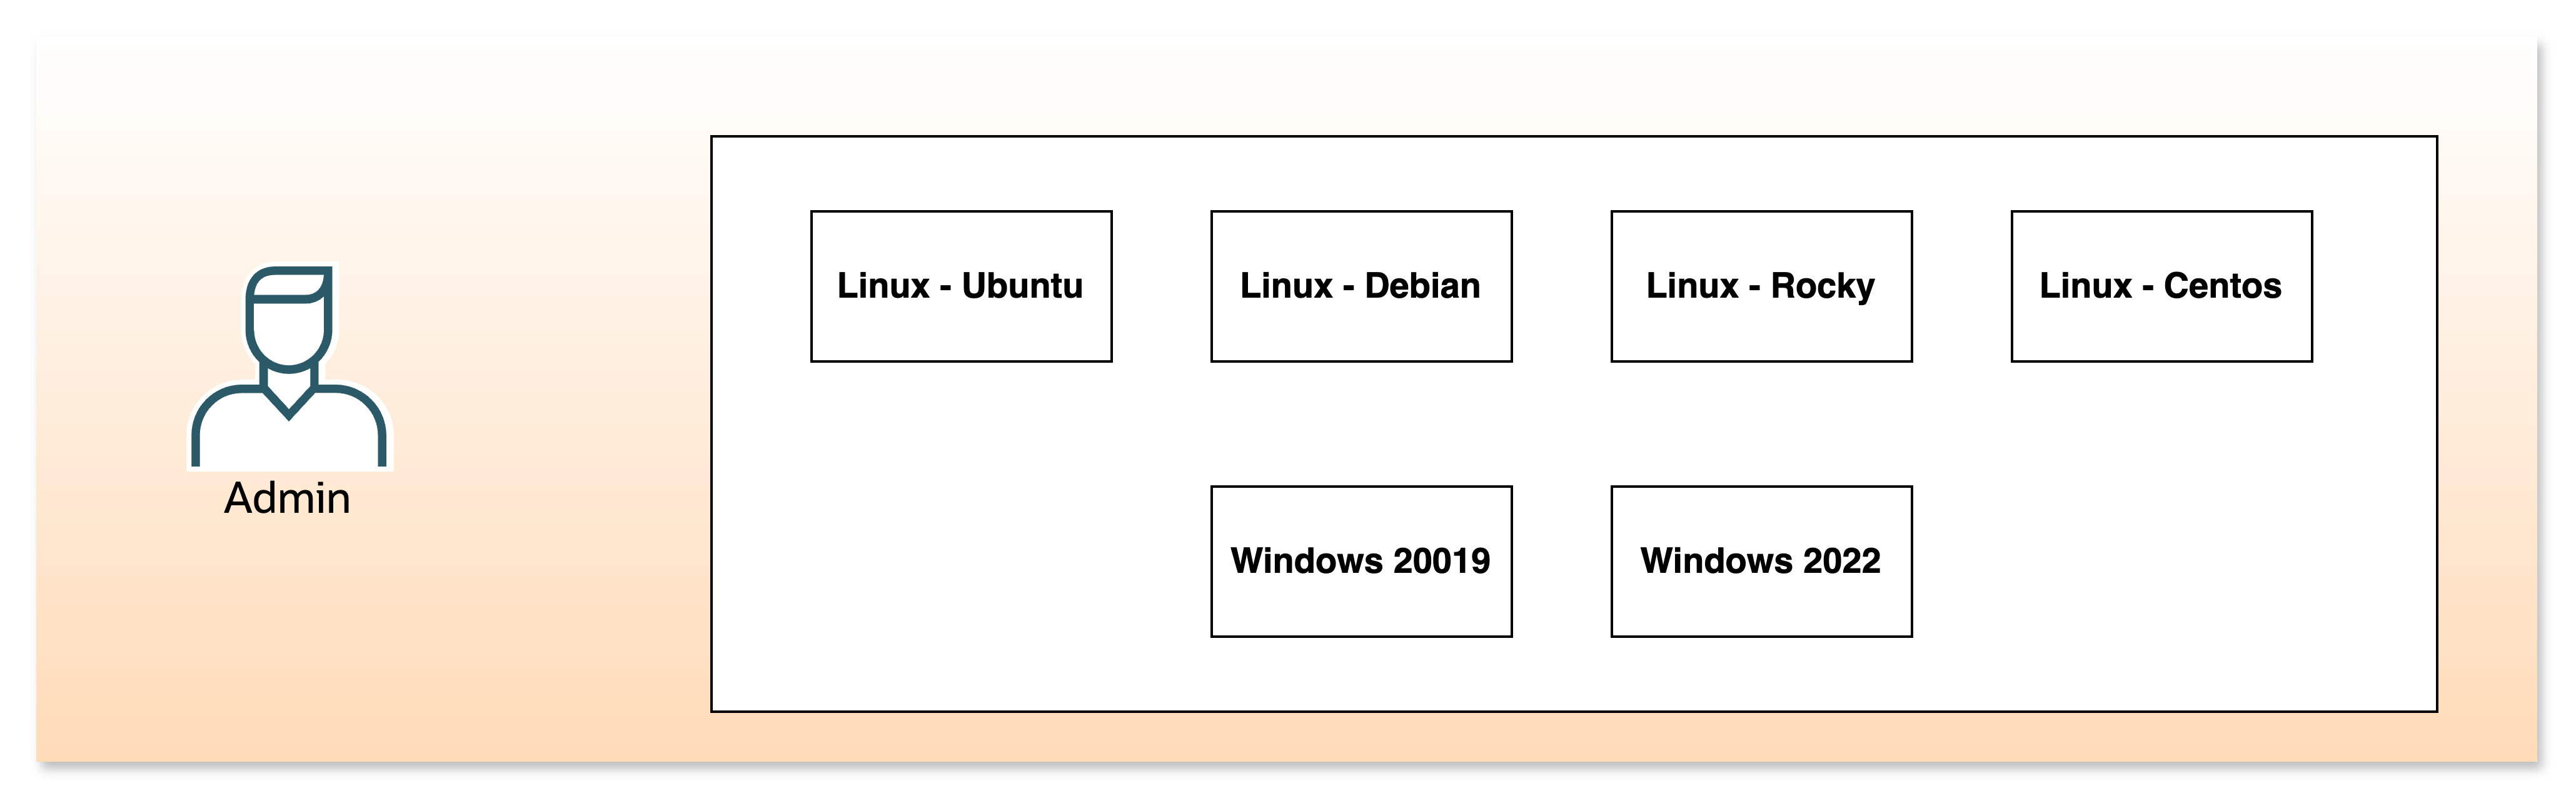 Linux - Ubuntu
Linux - Debian
Linux - Rocky
Linux - Centos
Admin
Windows 20019
Windows 2022